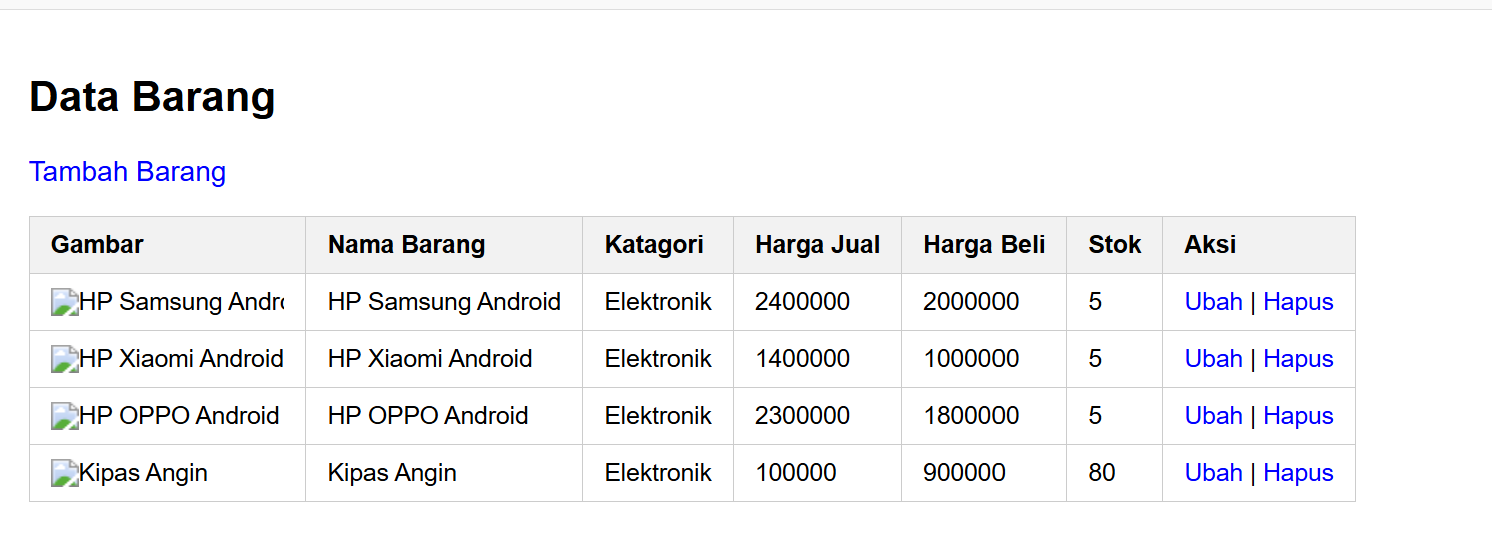 Data Barang
Tambah Barang
Gambar Nama Barang Katagori Harga Jual Harga Beli Stok Aksi
HP Samsung Andr HP Samsung Android Elektronik 2400000 2000000 5 Ubah | Hapus
HP Xiaomi Android HP Xiaomi Android Elektronik 1400000 1000000 5 Ubah | Hapus
HP OPPO Android HP OPPO Android Elektronik 2300000 1800000 5 Ubah | Hapus
Kipas Angin Kipas Angin Elektronik 100000 900000 80 Ubah | Hapus